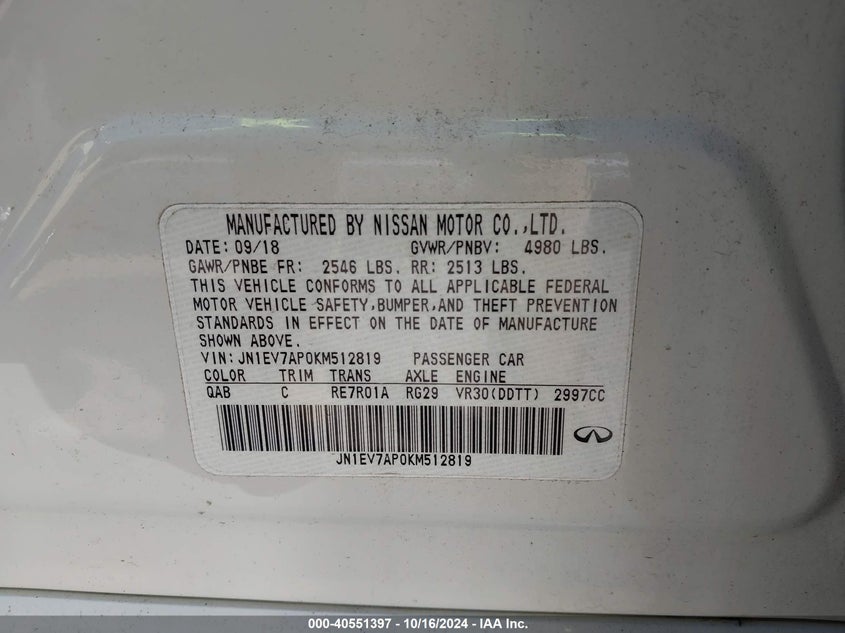 MANUFACTURED BY NISSAN MOTOR CO.,LTD.
DATE: 09/18 GVWR/PNBV: 4980 LBS.
GAWR/PNBE FR: 2546 LBS. RR: 2513 LBS.
THIS VEHICLE CONFORMS TO ALL APPLICABLE FEDERAL
MOTOR VEHICLE SAFETY,BUMPER,AND THEFT PREVENTION
STANDARDS IN EFFECT ON THE DATE OF MANUFACTURE
SHOWN ABOVE.
VIN: JN1EV7AP0KM512819 PASSENGER CAR
COLOR TRIM TRANS AXLE ENGINE
QAB C RE7R01A RG29 VR30(DDTT) 2997CC
JN1EV7AP0KM512819
000-40551397 - 10/16/2024 - IAA Inc.